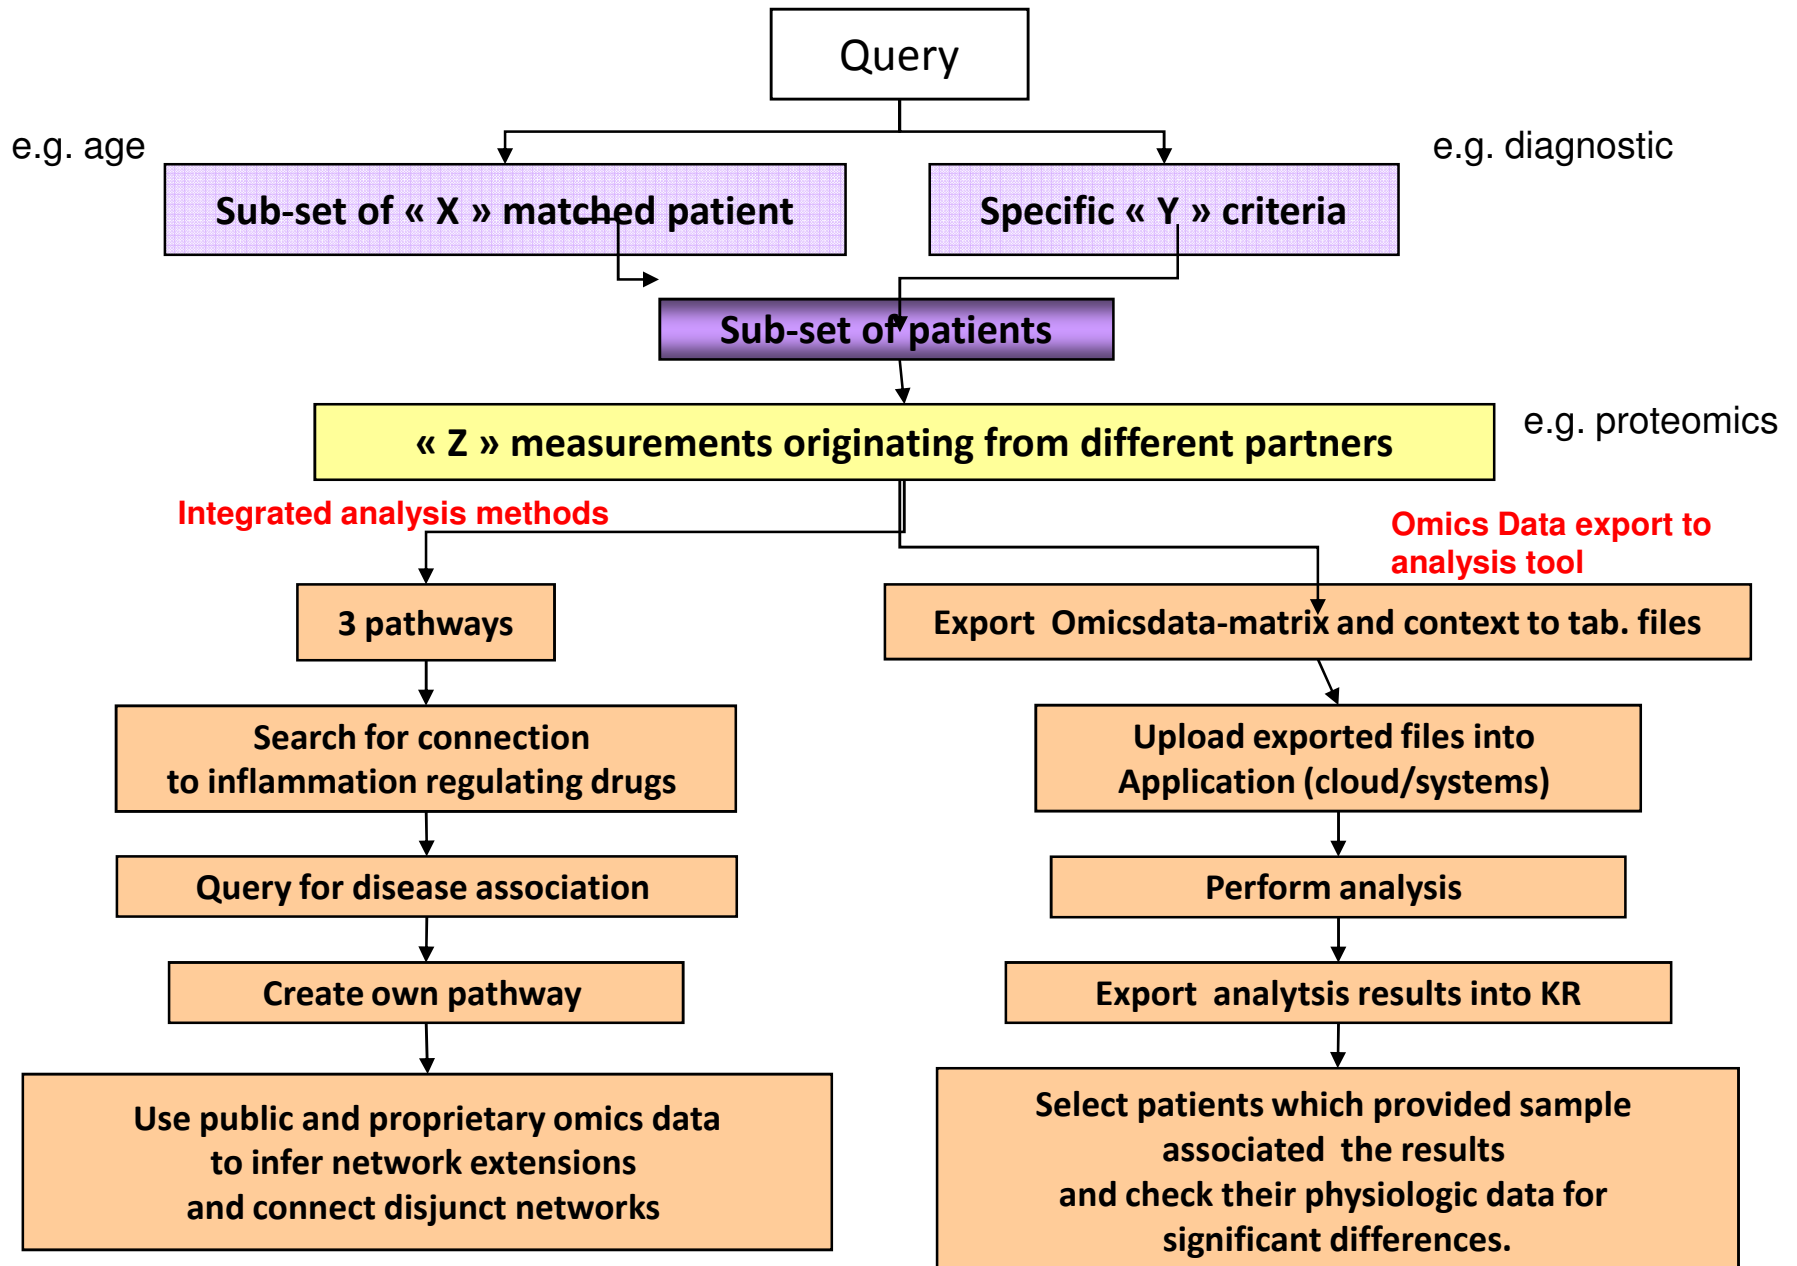 Query
e.g. age
e.g. diagnostic
Sub-set of « X » matched patient
Specific « Y » criteria
Sub-set of patients
« Z » measurements originating from different partners
e.g. proteomics
Integrated analysis methods
Omics Data export to
analysis tool
3 pathways
Export Omicsdata-matrix and context to tab. files
Search for connection
to inflammation regulating drugs
Upload exported files into
Application (cloud/systems)
Query for disease association
Perform analysis
Create own pathway
Export analytsis results into KR
Use public and proprietary omics data
to infer network extensions
and connect disjunct networks
Select patients which provided sample
associated the results
and check their physiologic data for
significant differences.